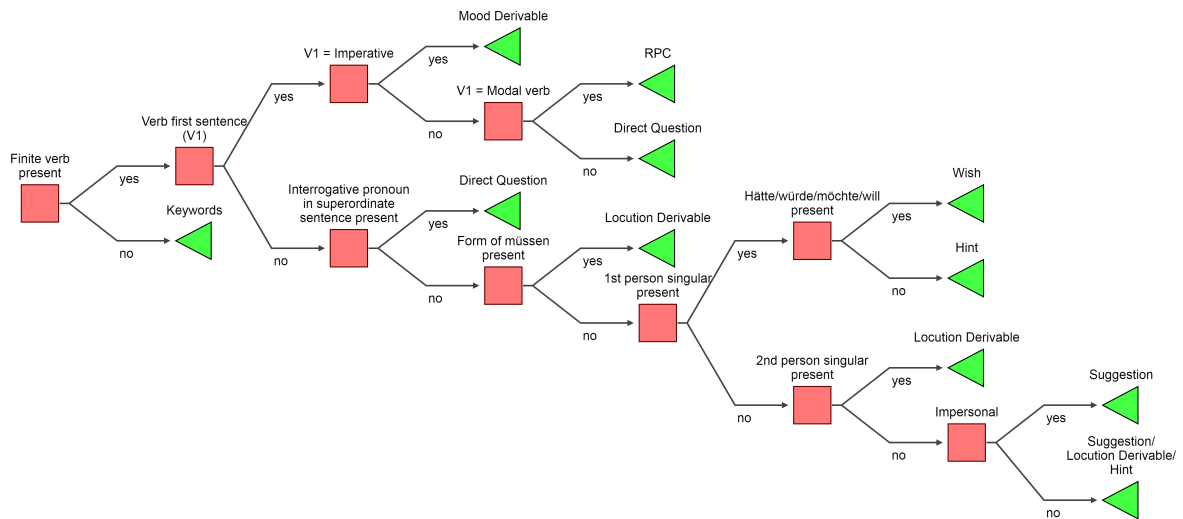 Mood Derivable
yes
V1 = Imperative
RPC
yes
V1 = Modal verb
yes
no
Direct Question
no
Verb first sentence
(V1)
Finite verb
present
yes
Keywords
no
Interrogative pronoun
in superordinate
sentence present
no
Direct Question
yes
Form of müssen
present
no
Locution Derivable
yes
1st person singular
present
no
Hätte/würde/möchte/will
present
yes
Wish
yes
Hint
no
2nd person singular
present
no
Locution Derivable
yes
Impersonal
no
Suggestion
yes
Suggestion/
Locution Derivable/
Hint
no